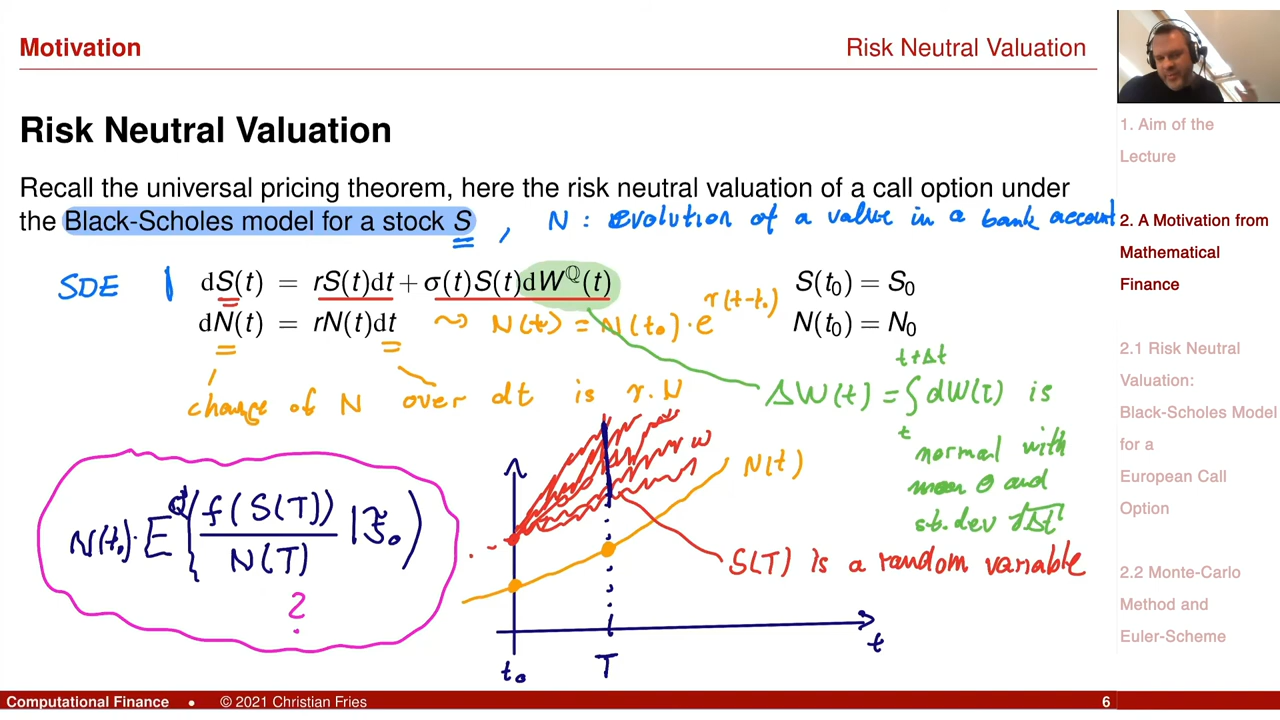 Motivation
Risk Neutral Valuation
Risk Neutral Valuation
Recall the universal pricing theorem, here the risk neutral valuation of a call option under
the Black-Scholes model for a stock S , N : evolution of a value in a bank account
SDE dS(t) = rS(t)dt + σ(t)S(t)dW^ℚ(t) S(t₀) = S₀
dN(t) = rN(t)dt ⤳ N(t) = N(t₀) · e^{r(t-t₀)} N(t₀) = N₀
change of N over dt is r.N
ΔW(t) = ∫_t^{t+Δt} dW(t) is
normal with
mean 0 and
st.dev √Δt
ω
N(t)
N(t₀) · E^ℚ( f(S(T)) / N(T) | ℱ₀ )
?
S(T) is a random variable
t
t₀
T
1. Aim of the
Lecture
2. A Motivation from
Mathematical
Finance
2.1 Risk Neutral
Valuation:
Black-Scholes Model
for a
European Call
Option
2.2 Monte-Carlo
Method and
Euler-Scheme
Computational Finance • © 2021 Christian Fries 6